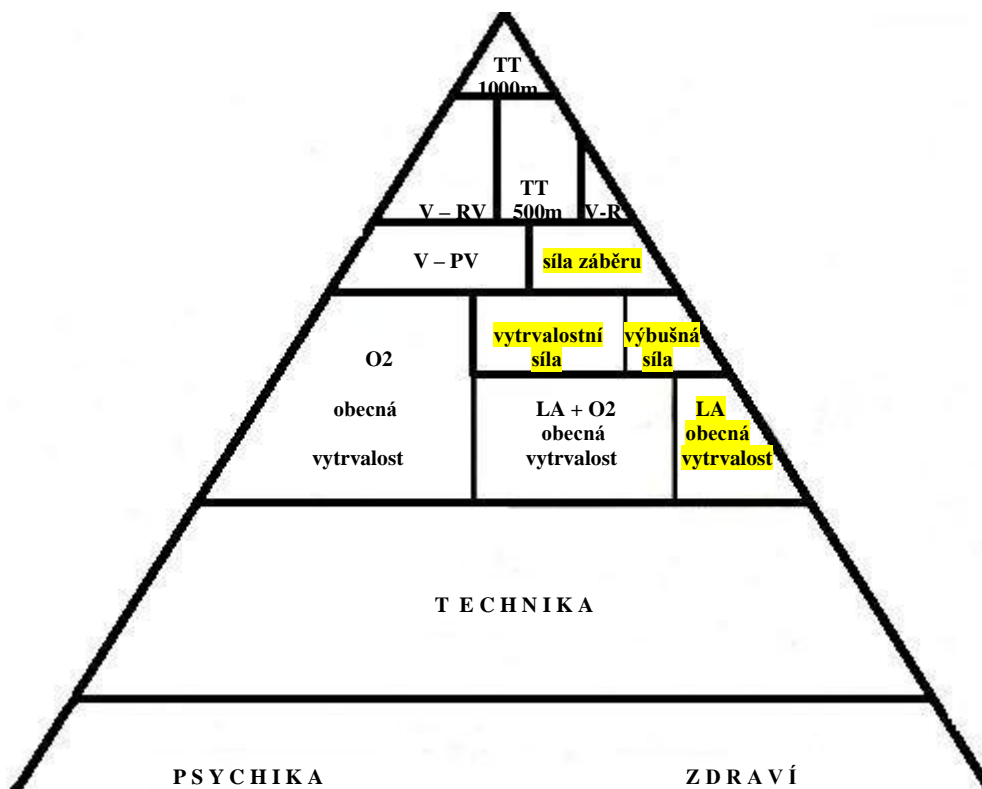 TT
1000m
V – RV
TT
500m
V-R
V – PV
síla záběru
O2
obecná
vytrvalost
vytrvalostní
síla
výbušná
síla
LA + O2
obecná
vytrvalost
LA
obecná
vytrvalost
T E C H N I K A
P S Y C H I K A
Z D R A V Í